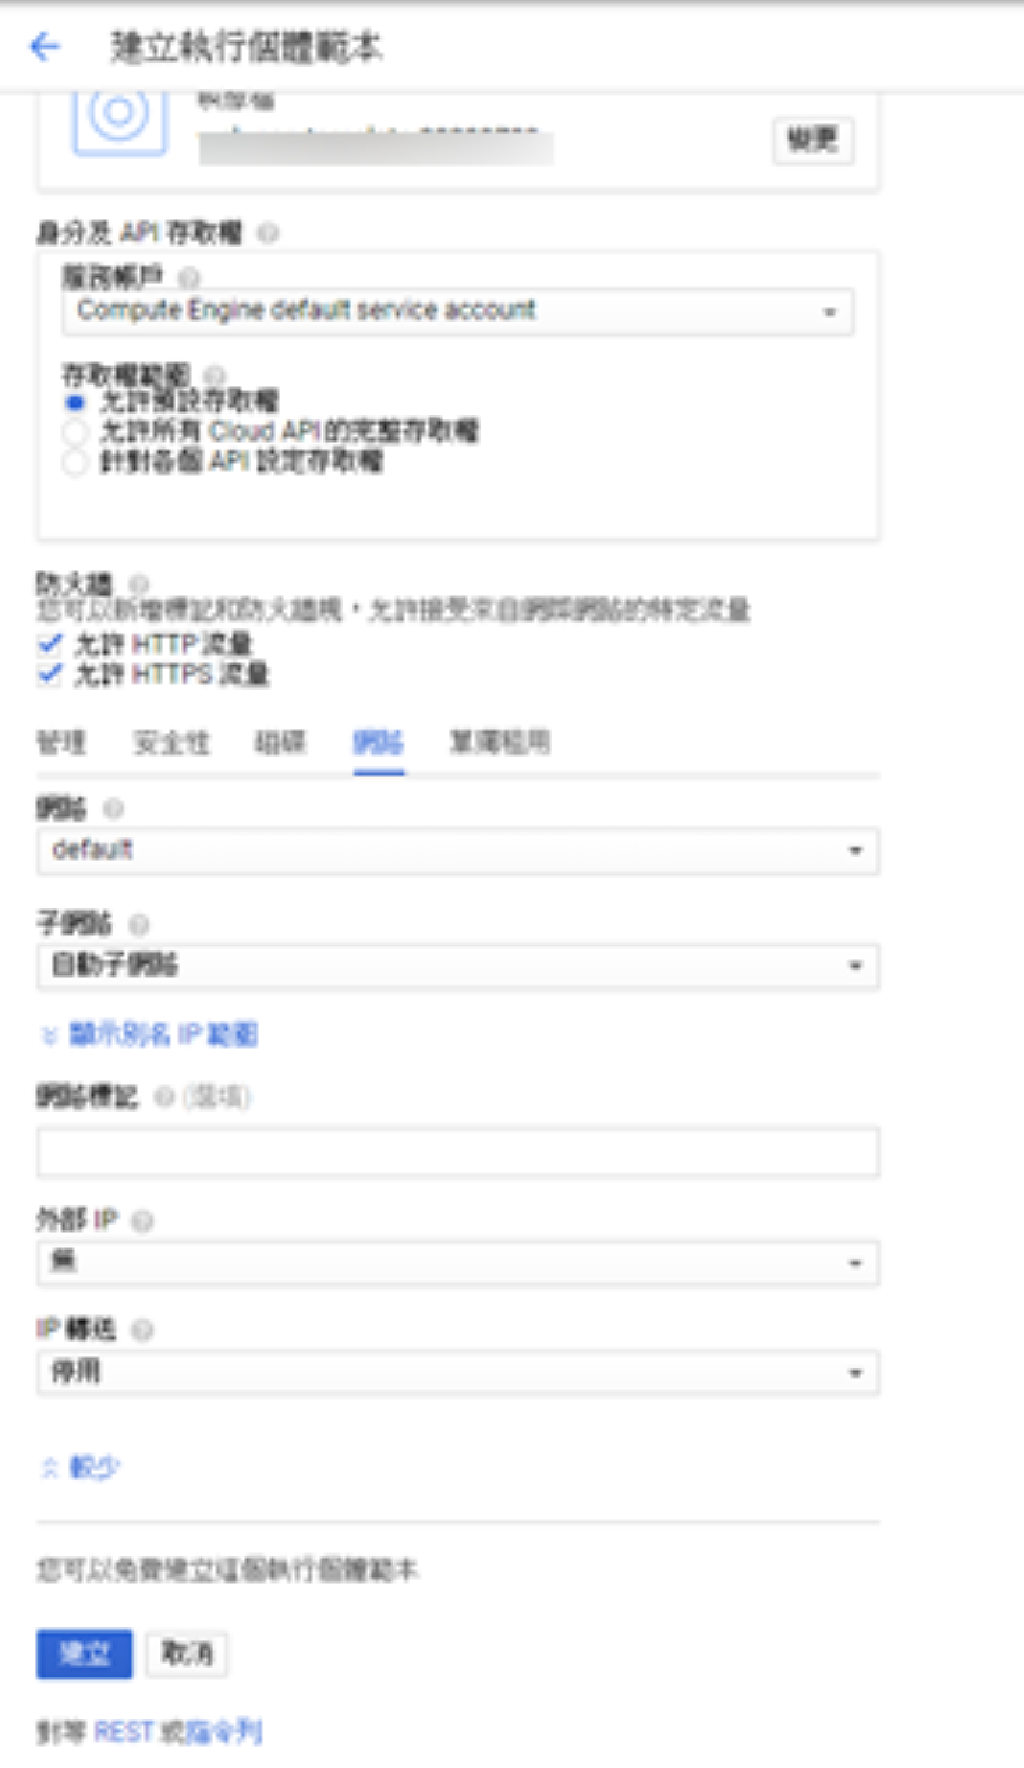 建立執行個體範本
映像檔
變更
身分及 API 存取權
服務帳戶
Compute Engine default service account
存取權範圍
允許預設存取權
允許所有 Cloud API 的完整存取權
針對各個 API 設定存取權
防火牆
您可以新增標記和防火牆規,允許接受來自網際網路的特定流量
允許 HTTP 流量
允許 HTTPS 流量
管理 安全性 磁碟 網路 單獨租用
網路
default
子網路
自動子網路
顯示別名 IP 範圍
網路標記 (選填)
外部 IP
無
IP 轉送
停用
較少
您可以免費建立這個執行個體範本
建立 取消
對等 REST 或指令列